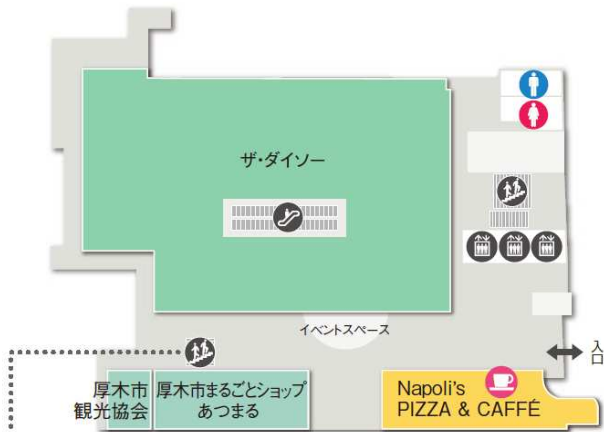 ザ・ダイソー
イベントスペース
入口
厚木市
観光協会
厚木市まるごとショップ
あつまる
Napoli's
PIZZA & CAFFÉ